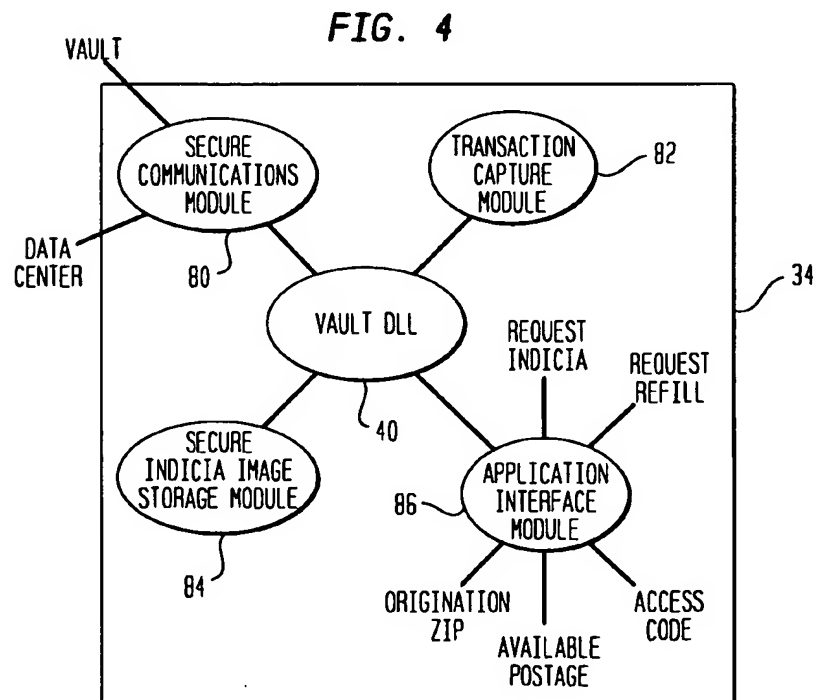 FIG. 4
VAULT
SECURE
COMMUNICATIONS
MODULE
TRANSACTION
CAPTURE
MODULE
82
DATA
CENTER
80
34
VAULT DLL
REQUEST
INDICIA
REQUEST
REFILL
40
SECURE
INDICIA IMAGE
STORAGE MODULE
86
APPLICATION
INTERFACE
MODULE
84
ORIGINATION
ZIP
AVAILABLE
POSTAGE
ACCESS
CODE